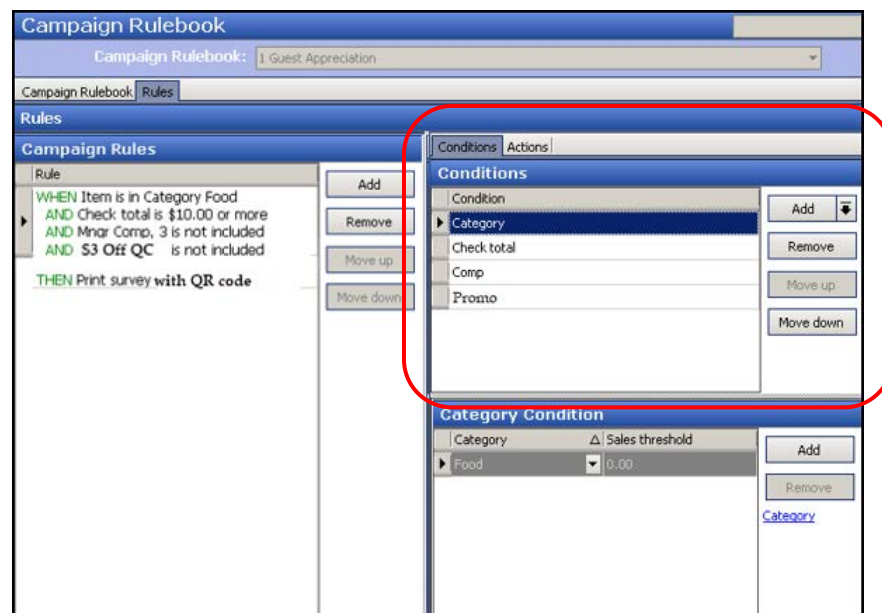 Campaign Rulebook
Campaign Rulebook: 1 Guest Appreciation
Campaign Rulebook Rules
Rules
Campaign Rules
Rule
WHEN Item is in Category Food
AND Check total is $10.00 or more
AND Mngr Comp, 3 is not included
AND $3 Off QC is not included
THEN Print survey with QR code
Add
Remove
Move up
Move down
Conditions Actions
Conditions
Condition
Category
Check total
Comp
Promo
Add
Remove
Move up
Move down
Category Condition
Category Sales threshold
Food 0.00
Add
Remove
Category